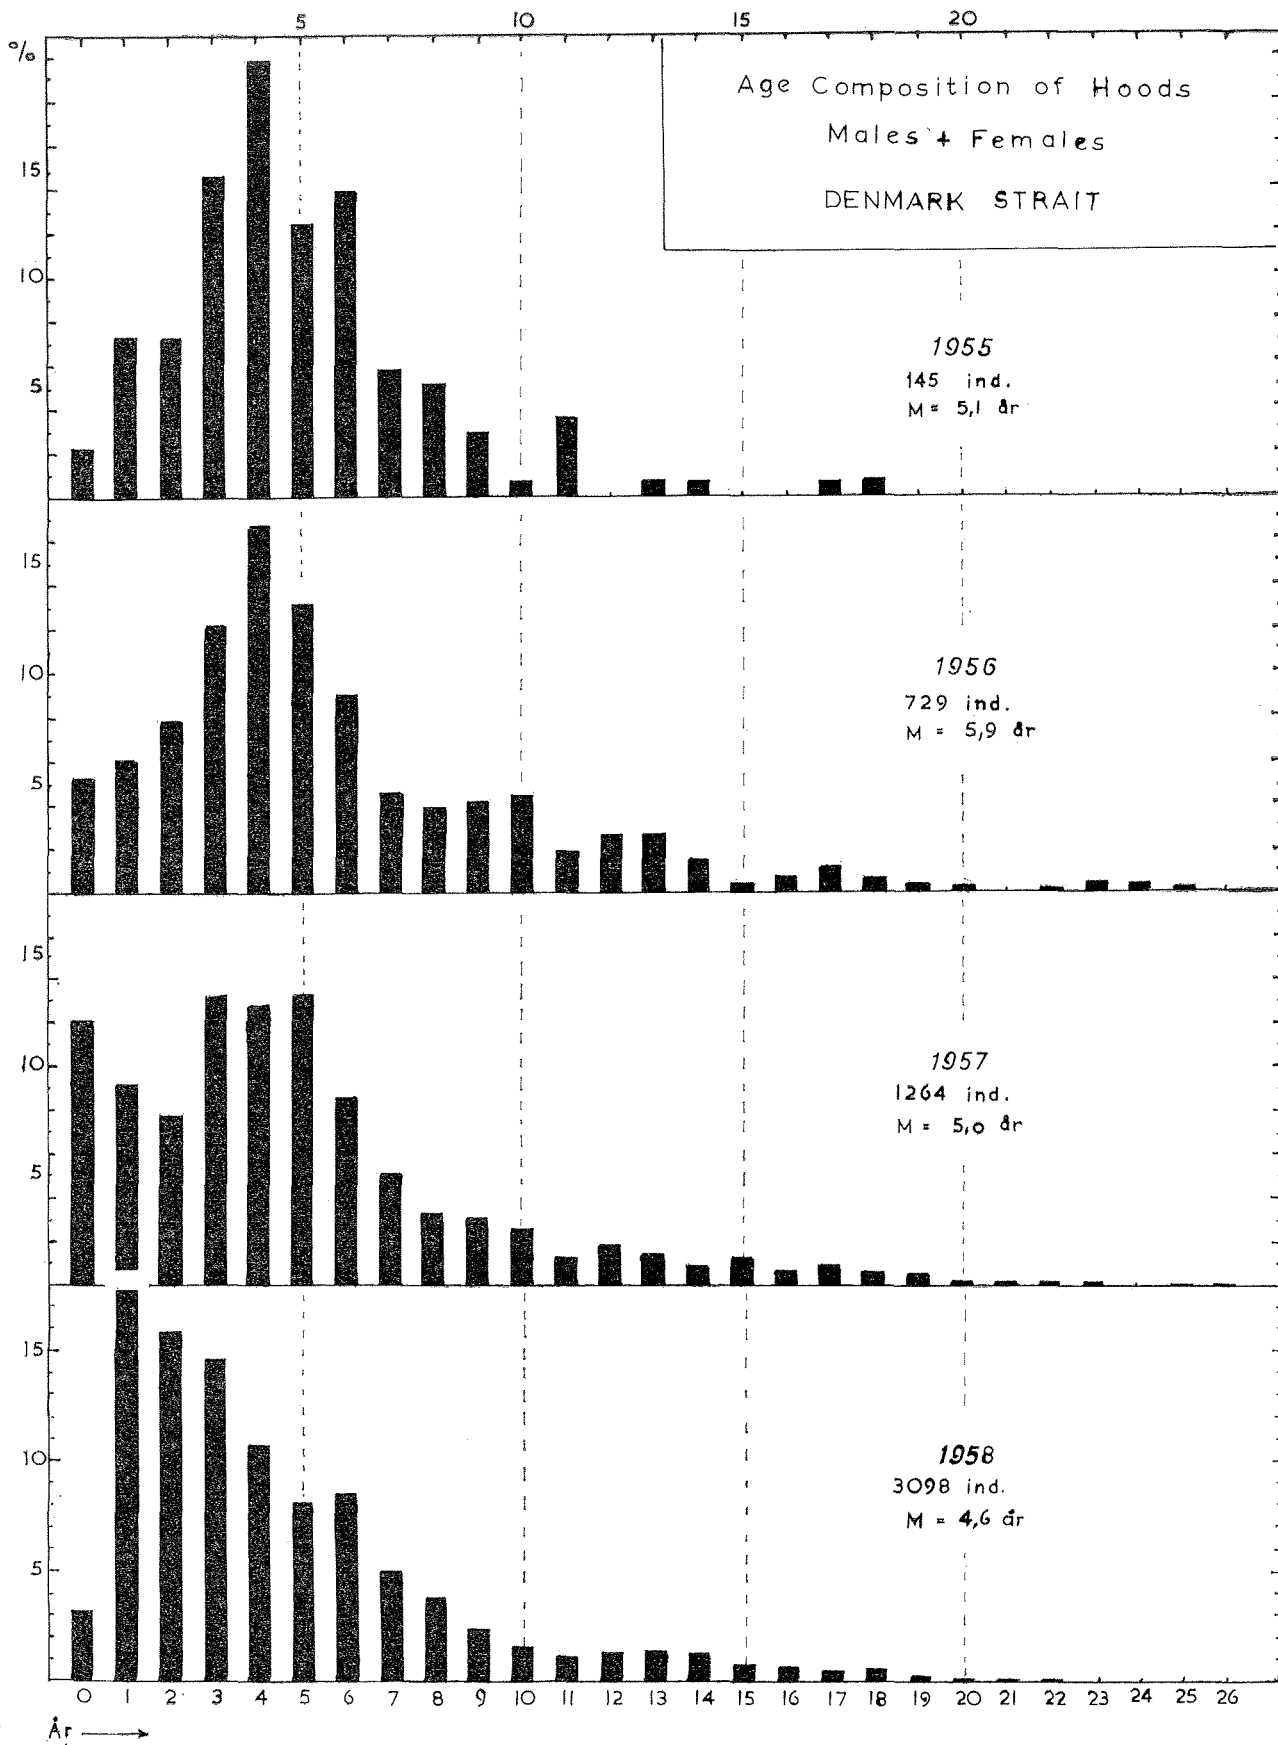 5 10 15 20
%
Age Composition of Hoods
Males + Females
DENMARK STRAIT
15
10
5
1955
145 ind.
M = 5,1 år
15
10
5
1956
729 ind.
M = 5,9 år
15
10
5
1957
1264 ind.
M = 5,0 år
15
10
5
1958
3098 ind.
M = 4,6 år
0 1 2 3 4 5 6 7 8 9 10 11 12 13 14 15 16 17 18 19 20 21 22 23 24 25 26
År